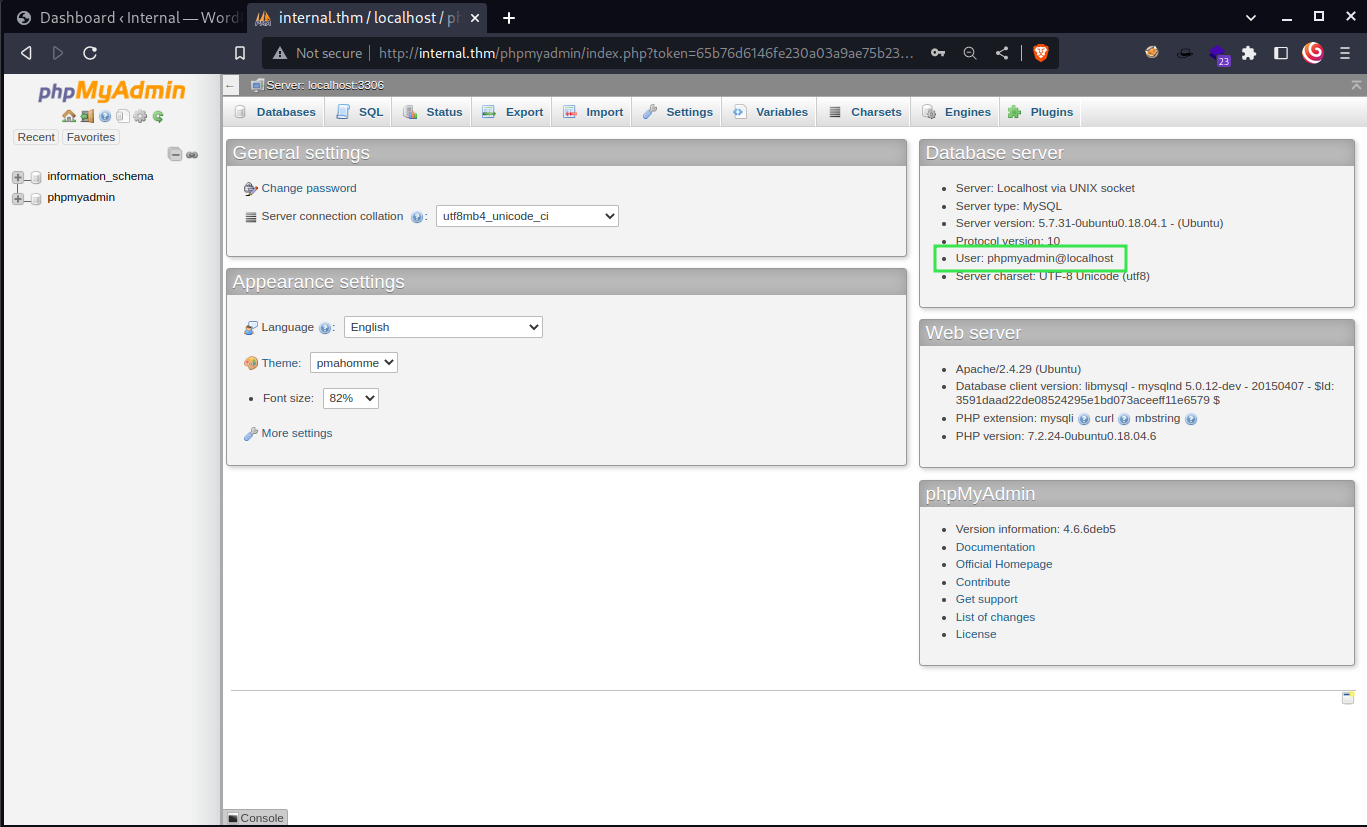 Dashboard ‹ Internal — Word
internal.thm / localhost / ph
Not secure
http://internal.thm/phpmyadmin/index.php?token=65b76d6146fe230a03a9ae75b23...
23
phpMyAdmin
Recent
Favorites
information_schema
phpmyadmin
Server: localhost:3306
Databases
SQL
Status
Export
Import
Settings
Variables
Charsets
Engines
Plugins
General settings
Change password
Server connection collation :
utf8mb4_unicode_ci
Appearance settings
Language :
English
Theme:
pmahomme
Font size:
82%
More settings
Database server
Server: Localhost via UNIX socket
Server type: MySQL
Server version: 5.7.31-0ubuntu0.18.04.1 - (Ubuntu)
Protocol version: 10
User: phpmyadmin@localhost
Server charset: UTF-8 Unicode (utf8)
Web server
Apache/2.4.29 (Ubuntu)
Database client version: libmysql - mysqlnd 5.0.12-dev - 20150407 - $Id:
3591daad22de08524295e1bd073aceeff11e6579 $
PHP extension: mysqli curl mbstring
PHP version: 7.2.24-0ubuntu0.18.04.6
phpMyAdmin
Version information: 4.6.6deb5
Documentation
Official Homepage
Contribute
Get support
List of changes
License
Console